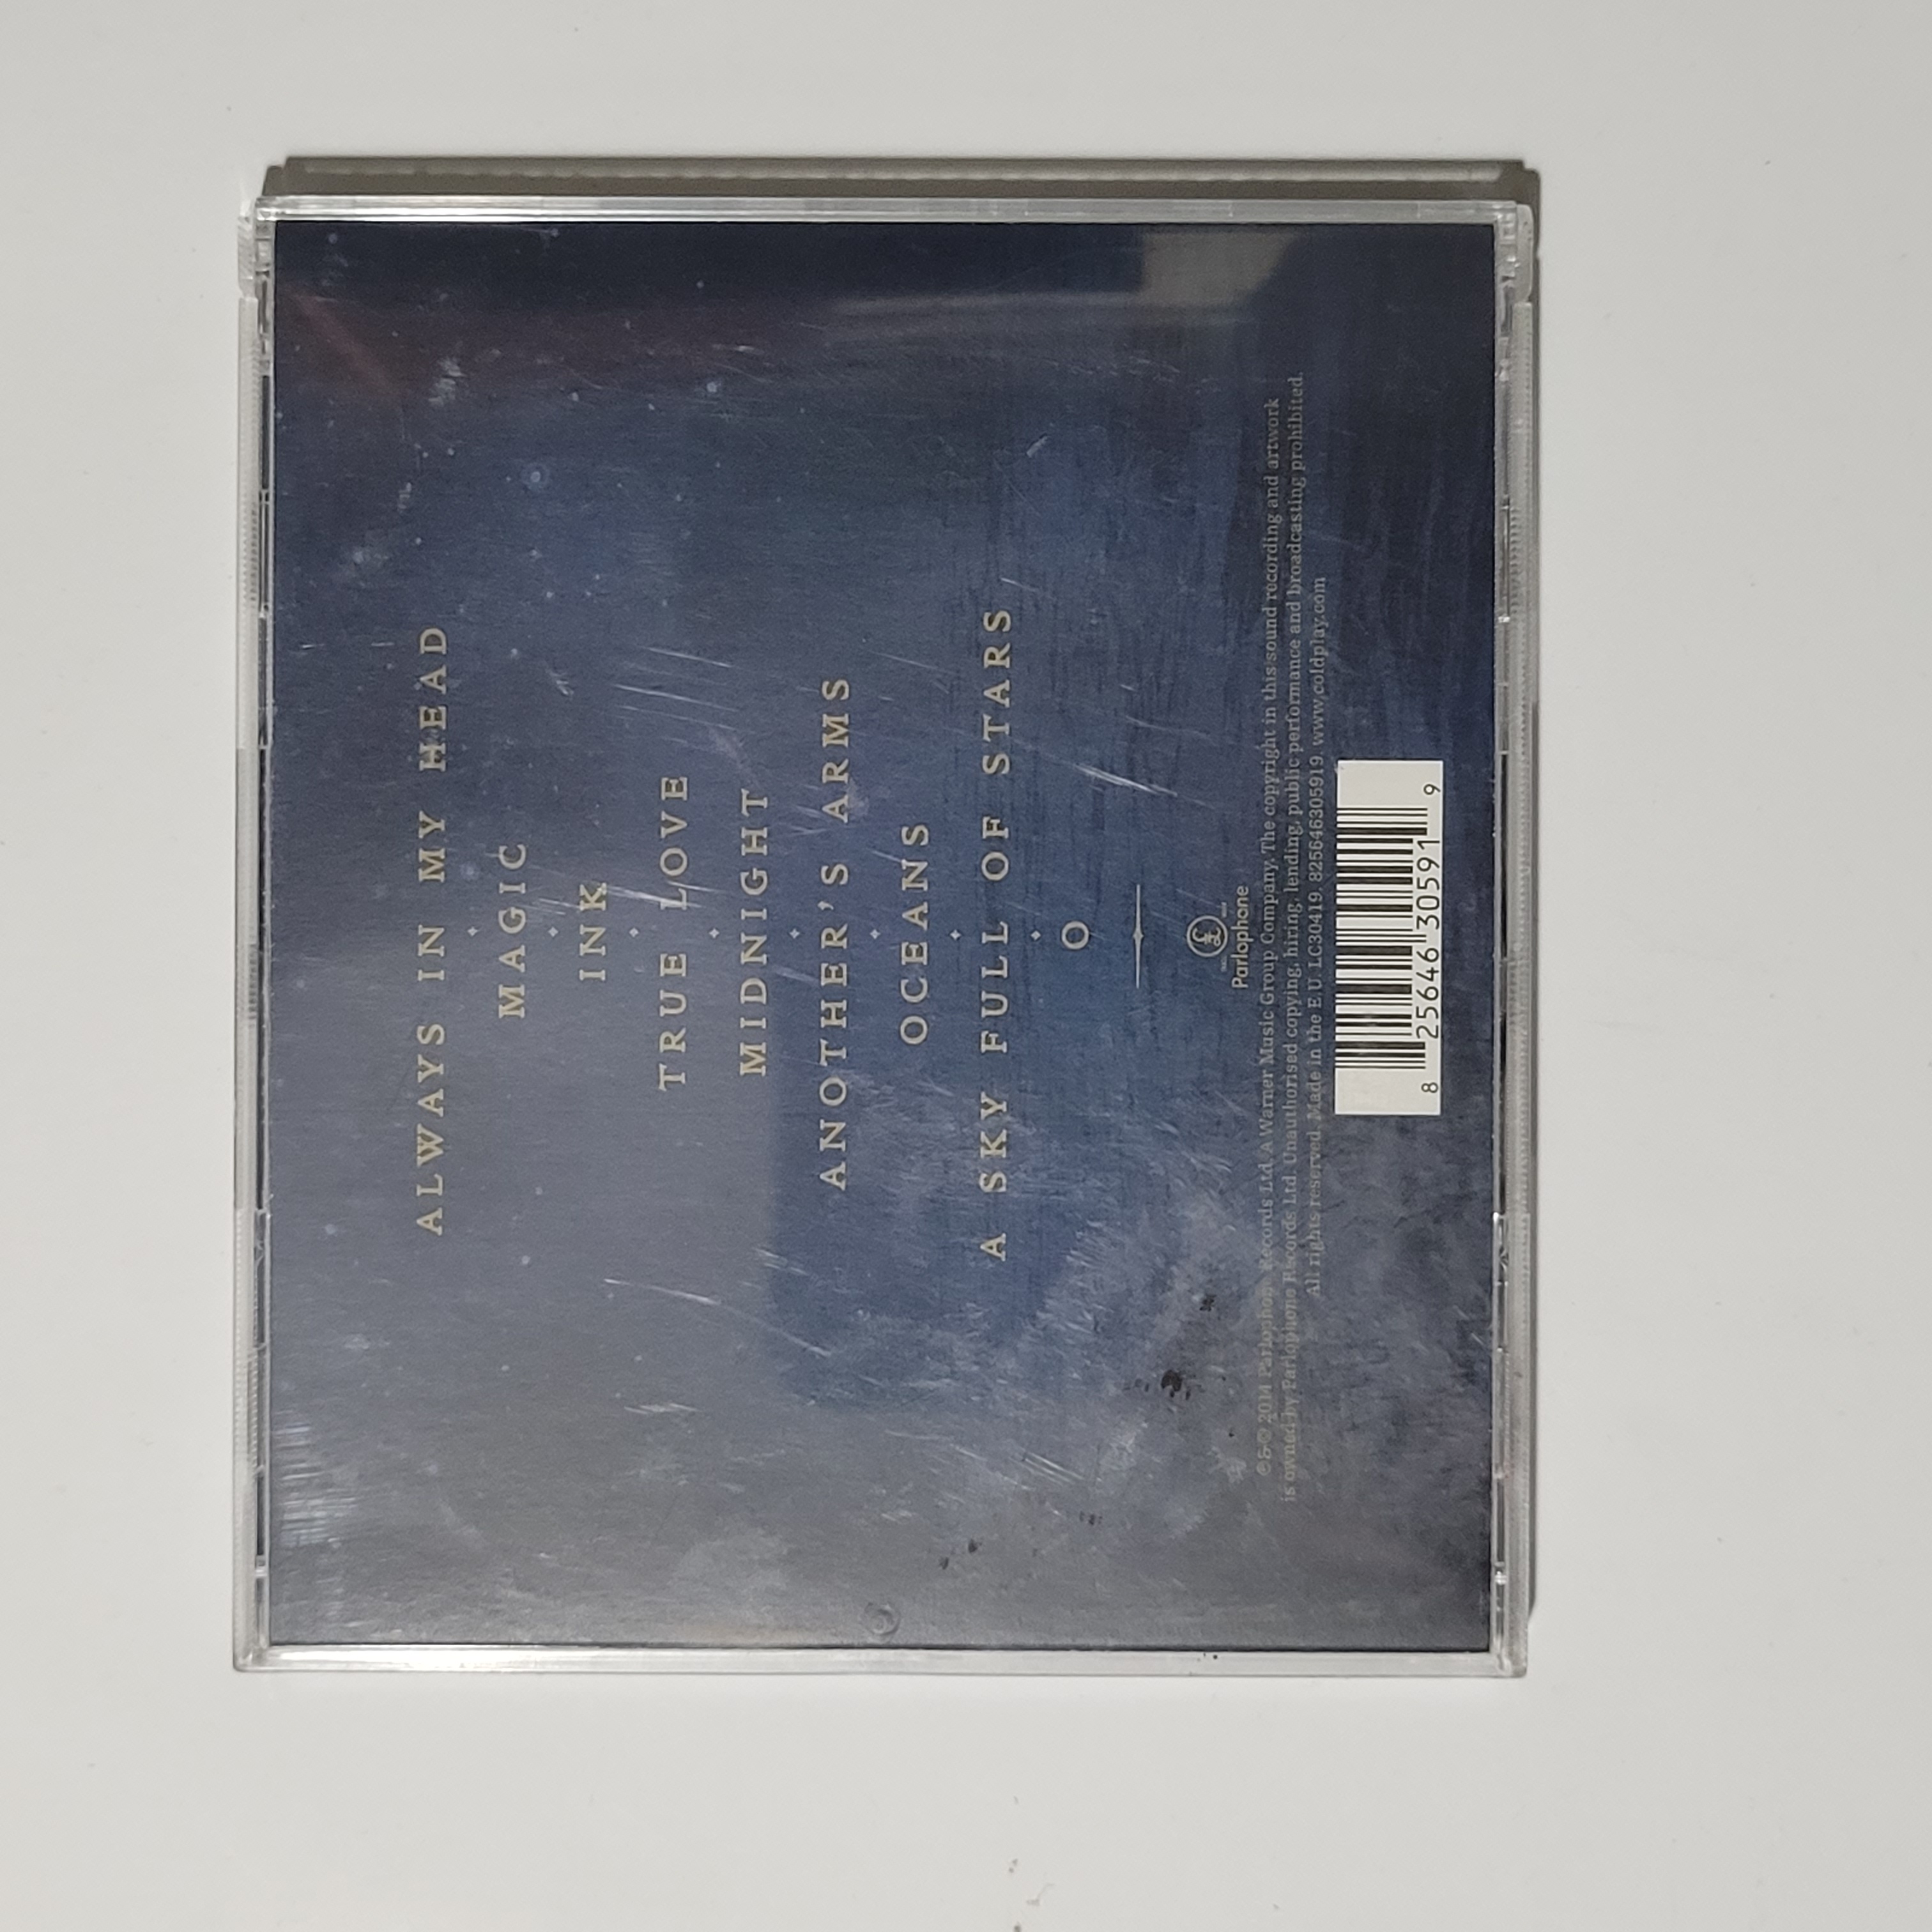 ALWAYS IN MY HEAD
MAGIC
INK
TRUE LOVE
MIDNIGHT
ANOTHER'S ARMS
OCEANS
A SKY FULL OF STARS
O
£
Parlophone
℗&© 2014 Parlophone Records Ltd, A Warner Music Group Company. The copyright in this sound recording and artwork
is owned by Parlophone Records Ltd. Unauthorised copying, hiring, lending, public performance and broadcasting prohibited.
All rights reserved. Made in the E.U. LC30419. 825646305919. www.coldplay.com
8 25646 30591 9